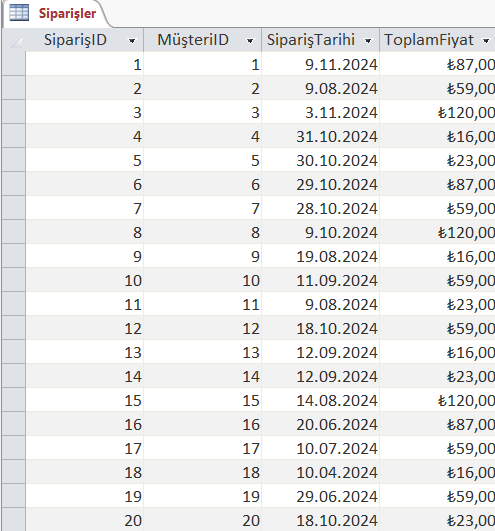 Siparişler
SiparişID MüşteriID SiparişTarihi ToplamFiyat
1 1 9.11.2024 ₺87,00
2 2 9.08.2024 ₺59,00
3 3 3.11.2024 ₺120,00
4 4 31.10.2024 ₺16,00
5 5 30.10.2024 ₺23,00
6 6 29.10.2024 ₺87,00
7 7 28.10.2024 ₺59,00
8 8 9.10.2024 ₺120,00
9 9 19.08.2024 ₺16,00
10 10 11.09.2024 ₺59,00
11 11 9.08.2024 ₺23,00
12 12 18.10.2024 ₺59,00
13 13 12.09.2024 ₺16,00
14 14 12.09.2024 ₺23,00
15 15 14.08.2024 ₺120,00
16 16 20.06.2024 ₺87,00
17 17 10.07.2024 ₺59,00
18 18 10.04.2024 ₺16,00
19 19 29.06.2024 ₺59,00
20 20 18.10.2024 ₺23,00